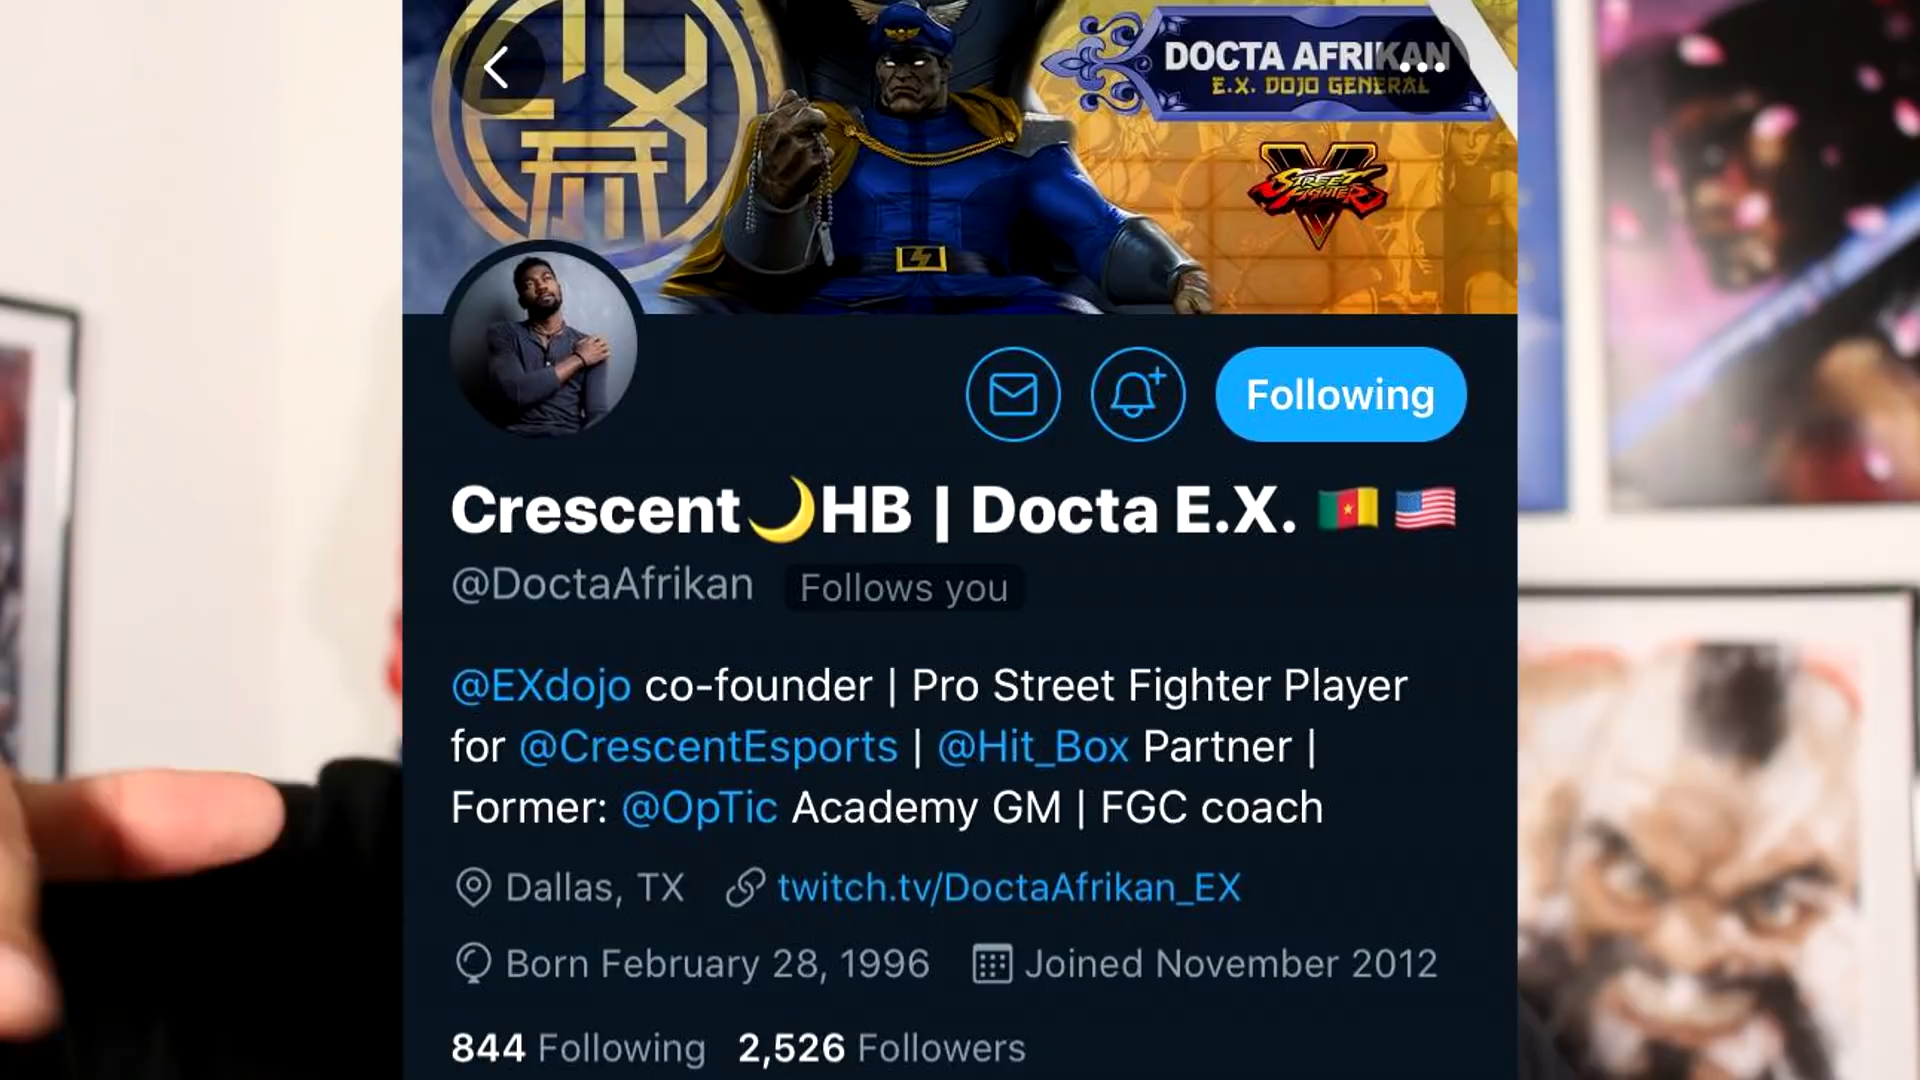 EX
DOCTA AFRIKAN
E.X. DOJO GENERAL
STREET FIGHTER V
Following
Crescent🌙HB | Docta E.X. 🇨🇲 🇺🇸
@DoctaAfrikan Follows you
@EXdojo co-founder | Pro Street Fighter Player
for @CrescentEsports | @Hit_Box Partner |
Former: @OpTic Academy GM | FGC coach
Dallas, TX twitch.tv/DoctaAfrikan_EX
Born February 28, 1996 Joined November 2012
844 Following 2,526 Followers